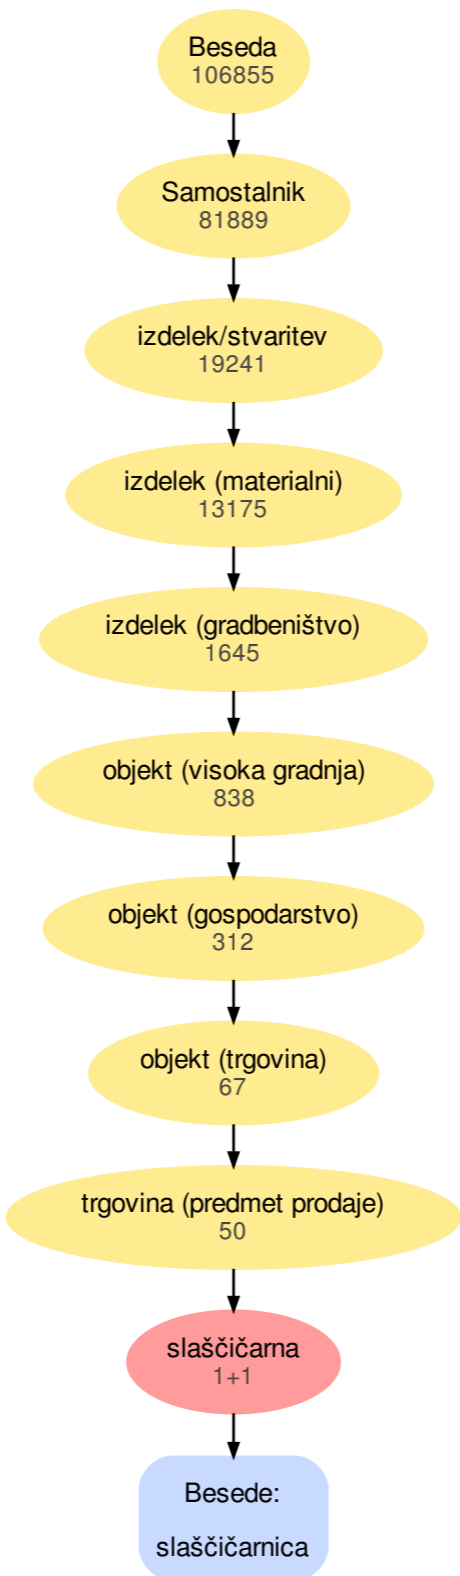 Beseda
106855
Samostalnik
81889
izdelek/stvaritev
19241
izdelek (materialni)
13175
izdelek (gradbeništvo)
1645
objekt (visoka gradnja)
838
objekt (gospodarstvo)
312
objekt (trgovina)
67
trgovina (predmet prodaje)
50
slaščičarna
1+1
Besede:
slaščičarnica